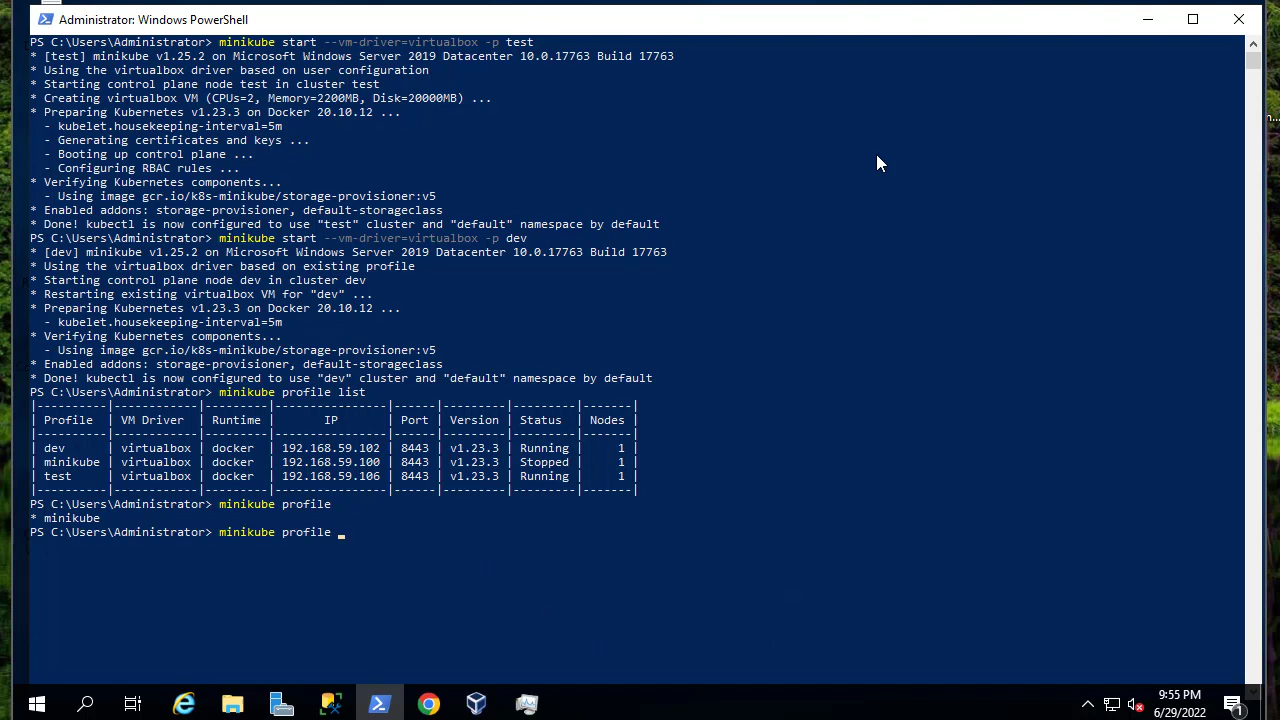 Administrator: Windows PowerShell
PS C:\Users\Administrator> minikube start --vm-driver=virtualbox -p test
* [test] minikube v1.25.2 on Microsoft Windows Server 2019 Datacenter 10.0.17763 Build 17763
* Using the virtualbox driver based on user configuration
* Starting control plane node test in cluster test
* Creating virtualbox VM (CPUs=2, Memory=2200MB, Disk=20000MB) ...
* Preparing Kubernetes v1.23.3 on Docker 20.10.12 ...
  - kubelet.housekeeping-interval=5m
  - Generating certificates and keys ...
  - Booting up control plane ...
  - Configuring RBAC rules ...
* Verifying Kubernetes components...
  - Using image gcr.io/k8s-minikube/storage-provisioner:v5
* Enabled addons: storage-provisioner, default-storageclass
* Done! kubectl is now configured to use "test" cluster and "default" namespace by default
PS C:\Users\Administrator> minikube start --vm-driver=virtualbox -p dev
* [dev] minikube v1.25.2 on Microsoft Windows Server 2019 Datacenter 10.0.17763 Build 17763
* Using the virtualbox driver based on existing profile
* Starting control plane node dev in cluster dev
* Restarting existing virtualbox VM for "dev" ...
* Preparing Kubernetes v1.23.3 on Docker 20.10.12 ...
  - kubelet.housekeeping-interval=5m
* Verifying Kubernetes components...
  - Using image gcr.io/k8s-minikube/storage-provisioner:v5
* Enabled addons: storage-provisioner, default-storageclass
* Done! kubectl is now configured to use "dev" cluster and "default" namespace by default
PS C:\Users\Administrator> minikube profile list
|----------|------------|---------|----------------|------|---------|---------|-------|
| Profile | VM Driver | Runtime | IP | Port | Version | Status | Nodes |
|----------|------------|---------|----------------|------|---------|---------|-------|
| dev | virtualbox | docker | 192.168.59.102 | 8443 | v1.23.3 | Running | 1 |
| minikube | virtualbox | docker | 192.168.59.100 | 8443 | v1.23.3 | Stopped | 1 |
| test | virtualbox | docker | 192.168.59.106 | 8443 | v1.23.3 | Running | 1 |
|----------|------------|---------|----------------|------|---------|---------|-------|
PS C:\Users\Administrator> minikube profile
* minikube
PS C:\Users\Administrator> minikube profile
9:55 PM
6/29/2022
1